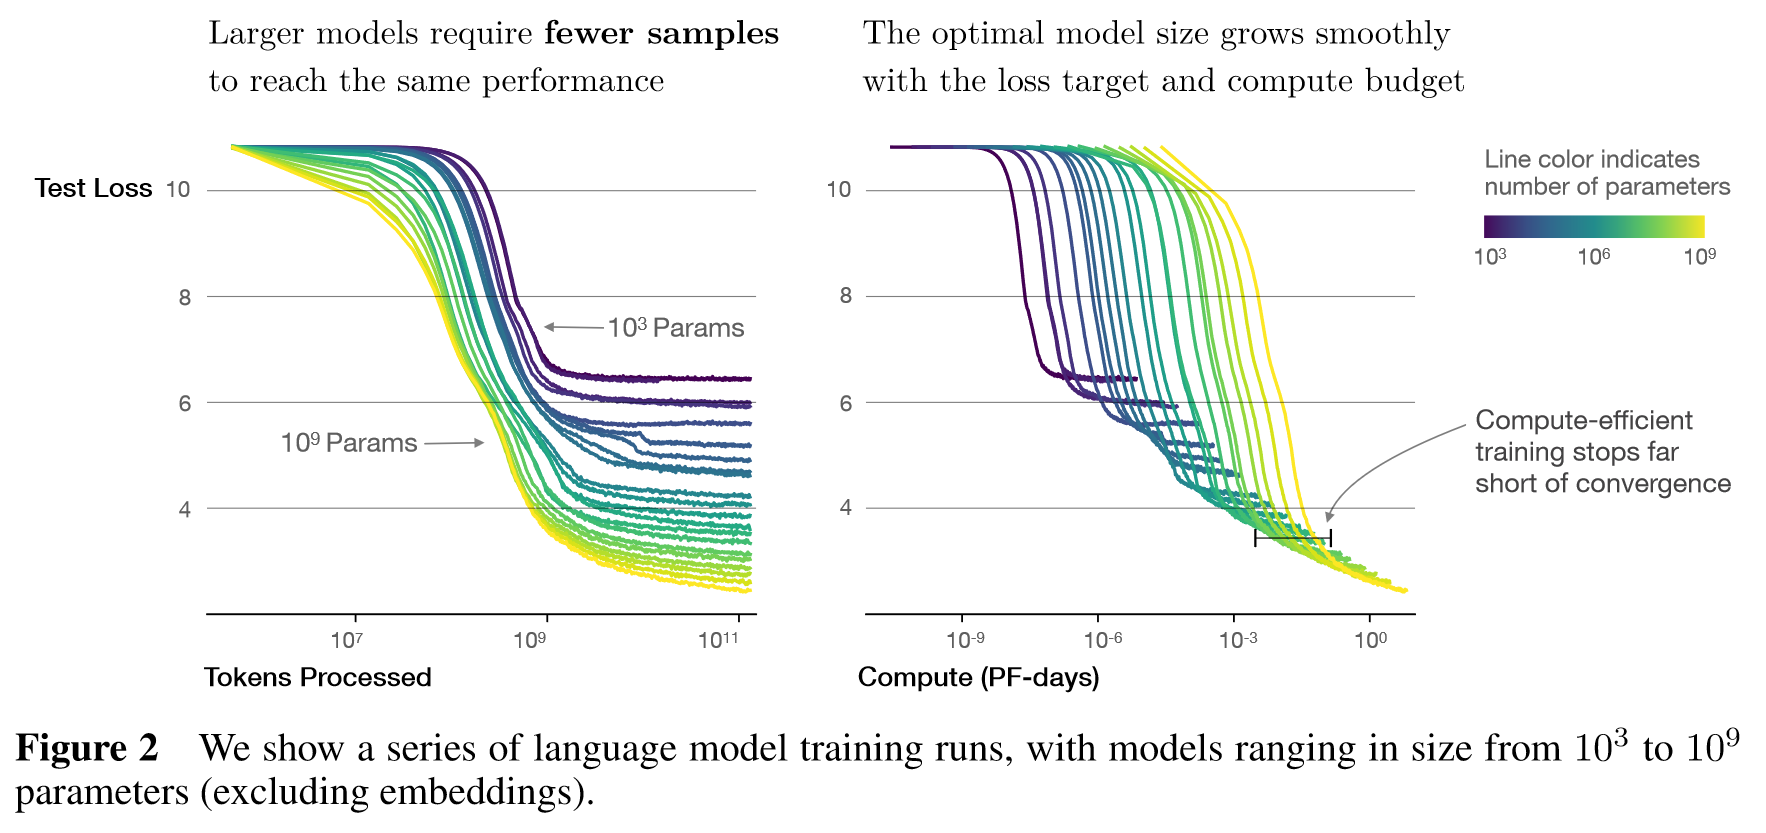 Larger models require fewer samples
to reach the same performance
The optimal model size grows smoothly
with the loss target and compute budget
Test Loss
10
8
6
4
10³ Params
10⁹ Params
10⁷
10⁹
10¹¹
Tokens Processed
10
8
6
4
10⁻⁹
10⁻⁶
10⁻³
10⁰
Compute (PF-days)
Line color indicates
number of parameters
10³
10⁶
10⁹
Compute-efficient
training stops far
short of convergence
Figure 2 We show a series of language model training runs, with models ranging in size from 10³ to 10⁹
parameters (excluding embeddings).